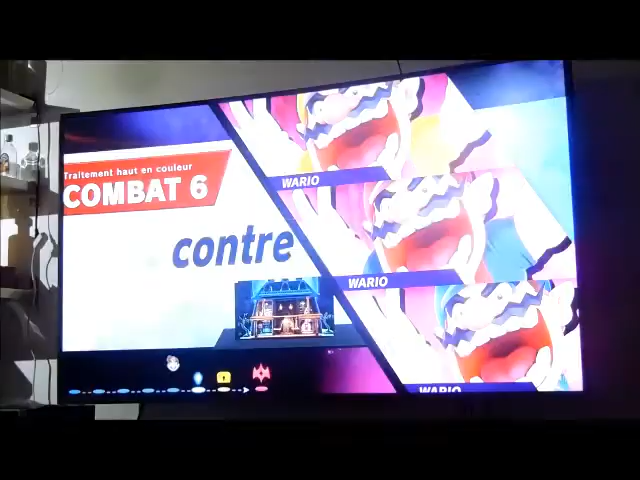 Traitement haut en couleur
COMBAT 6
contre
WARIO
WARIO
WARIO